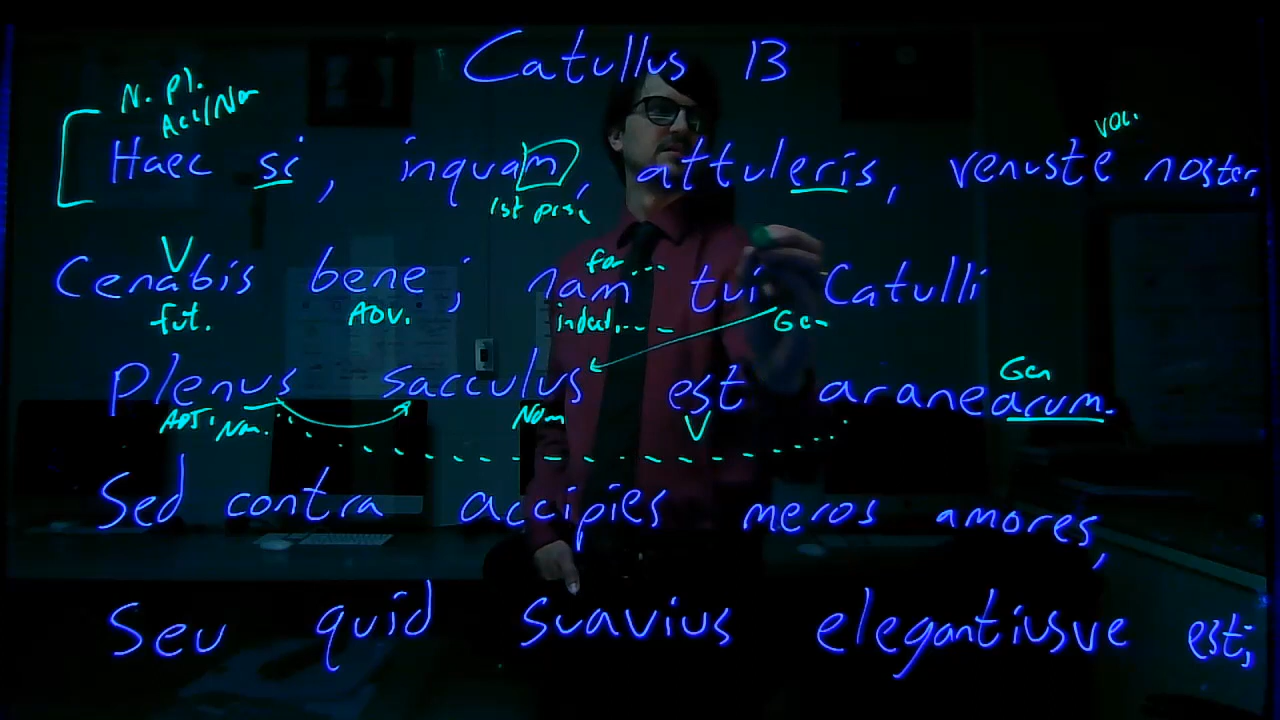 Catullus 13
N. Pl.
Acc/Nom
voc.
Haec si, inquam, attuleris, venuste noster,
1st pers.
V for...
Cenabis bene; nam tui Catulli
fut. ADV. indecl.... Gen
Gen
Plenus sacculus est aranearum.
ADJ. Nom. Nom V
Sed contra accipies meros amores,
Seu quid suavius elegantiusve est;